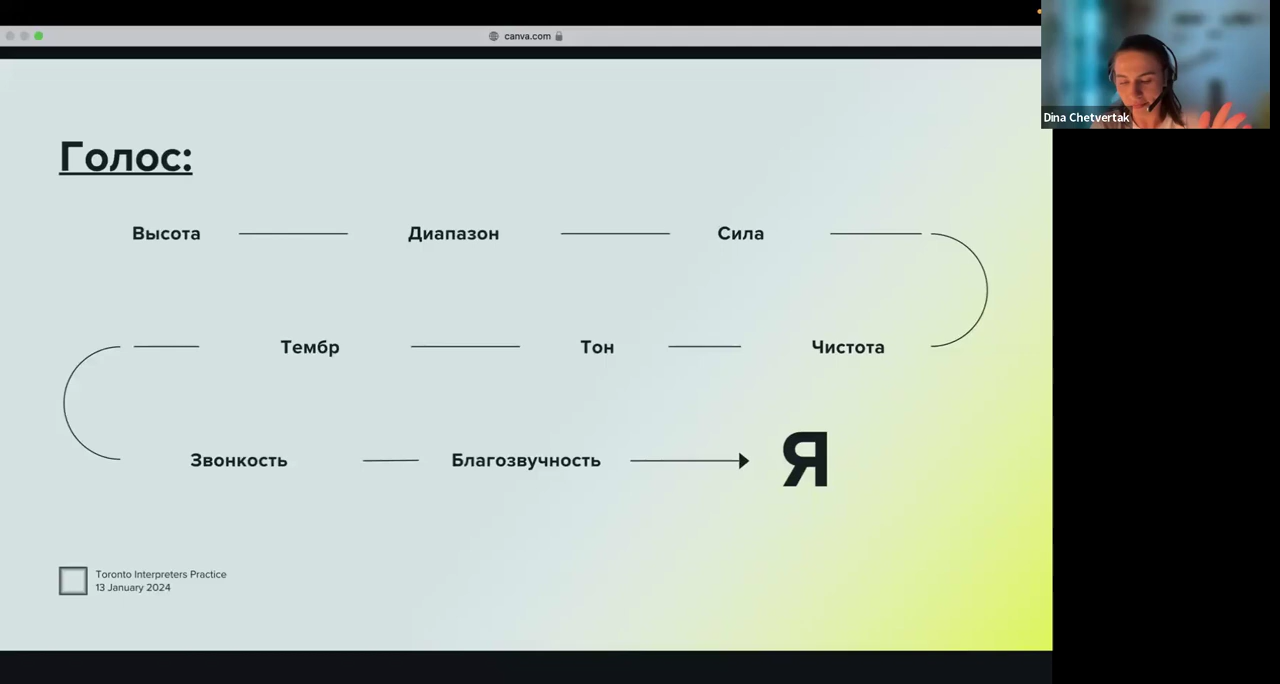 canva.com
Dina Chetvertak
Голос:
Высота Диапазон Сила
Тембр Тон Чистота
Звонкость Благозвучность Я
Toronto Interpreters Practice
13 January 2024